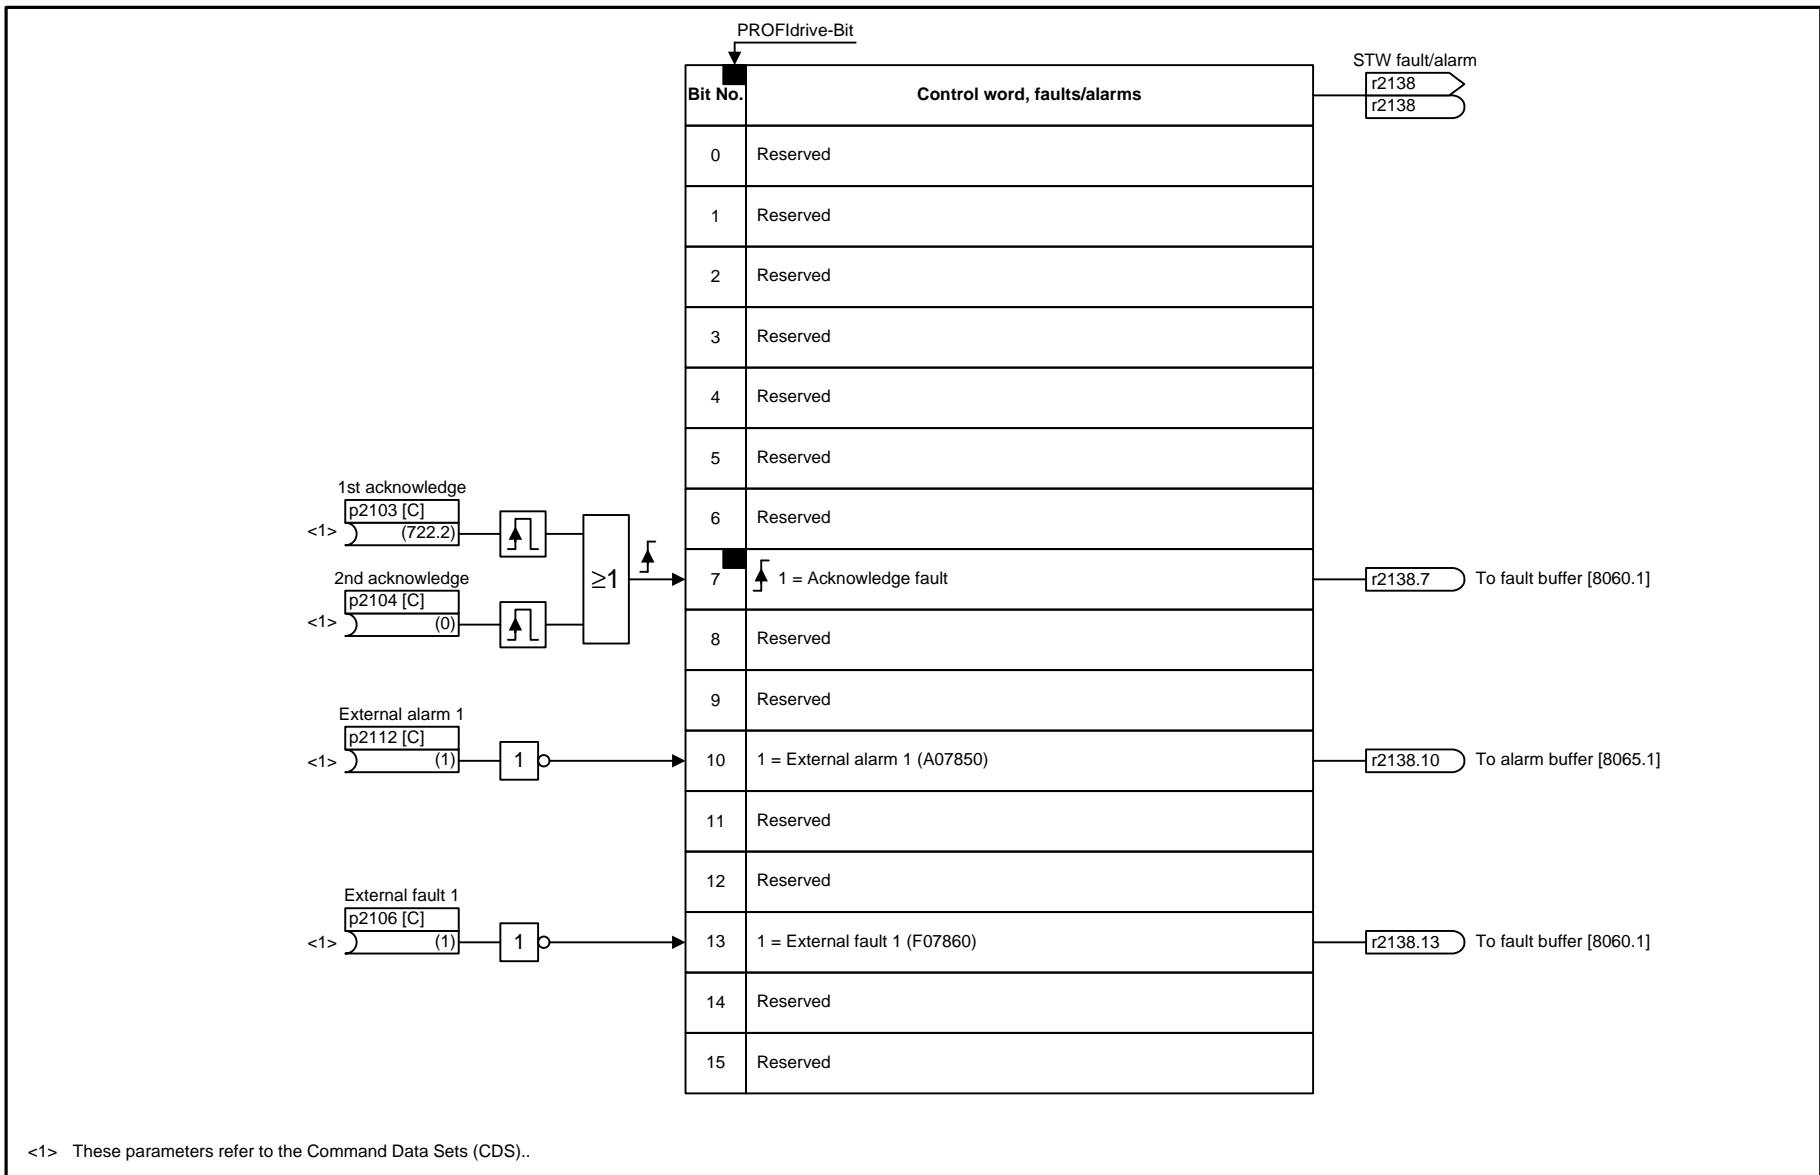 PROFIdrive-Bit
STW fault/alarm
r2138
r2138
Bit No. Control word, faults/alarms
0 Reserved
1 Reserved
2 Reserved
3 Reserved
4 Reserved
5 Reserved
6 Reserved
1st acknowledge
p2103 [C]
<1> (722.2)
2nd acknowledge
p2104 [C]
<1> (0)
≥1
7 1 = Acknowledge fault
r2138.7 To fault buffer [8060.1]
8 Reserved
9 Reserved
External alarm 1
p2112 [C]
<1> (1) 1
10 1 = External alarm 1 (A07850)
r2138.10 To alarm buffer [8065.1]
11 Reserved
12 Reserved
External fault 1
p2106 [C]
<1> (1) 1
13 1 = External fault 1 (F07860)
r2138.13 To fault buffer [8060.1]
14 Reserved
15 Reserved
<1> These parameters refer to the Command Data Sets (CDS)..